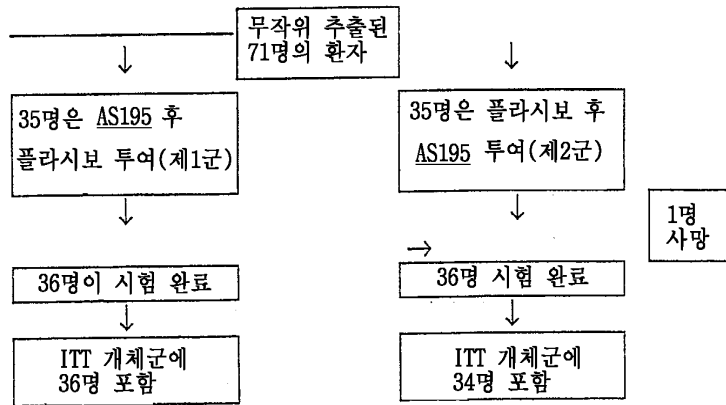 무작위 추출된
71명의 환자
35명은 AS195 후
플라시보 투여(제1군)
35명은 플라시보 후
AS195 투여(제2군)
1명
사망
36명이 시험 완료
36명 시험 완료
ITT 개체군에
36명 포함
ITT 개체군에
34명 포함